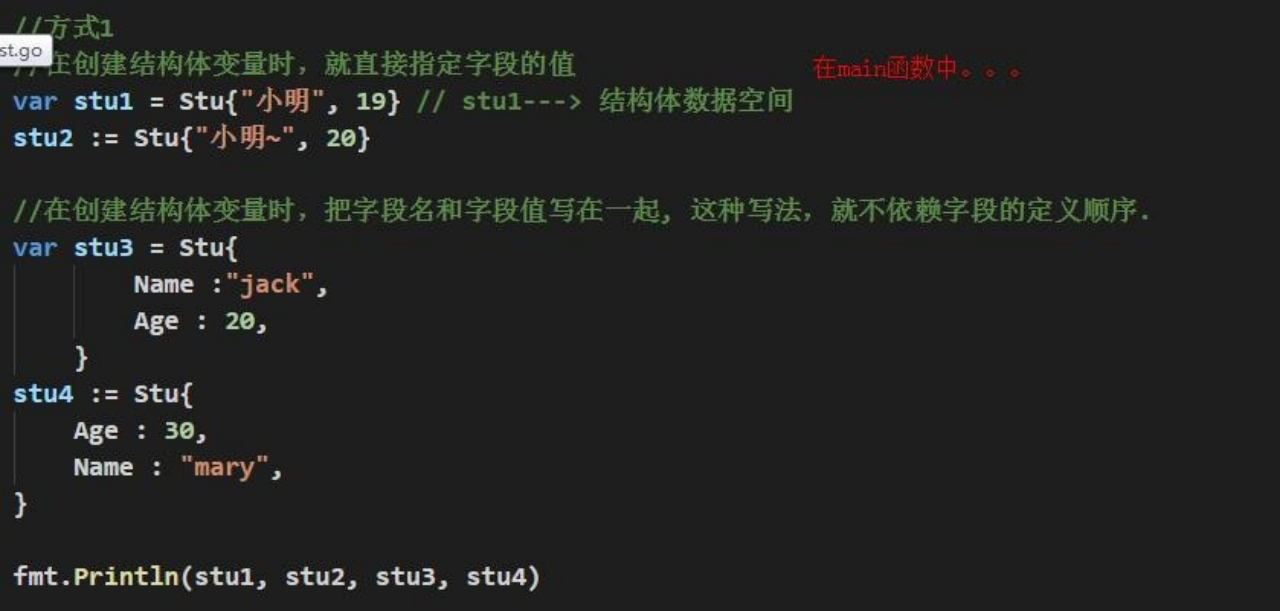 //方式1
st.go
//在创建结构体变量时，就直接指定字段的值
在main函数中。。。
var stu1 = Stu{"小明", 19} // stu1---> 结构体数据空间
stu2 := Stu{"小明~", 20}
//在创建结构体变量时，把字段名和字段值写在一起, 这种写法，就不依赖字段的定义顺序.
var stu3 = Stu{
Name :"jack",
Age : 20,
}
stu4 := Stu{
Age : 30,
Name : "mary",
}
fmt.Println(stu1, stu2, stu3, stu4)